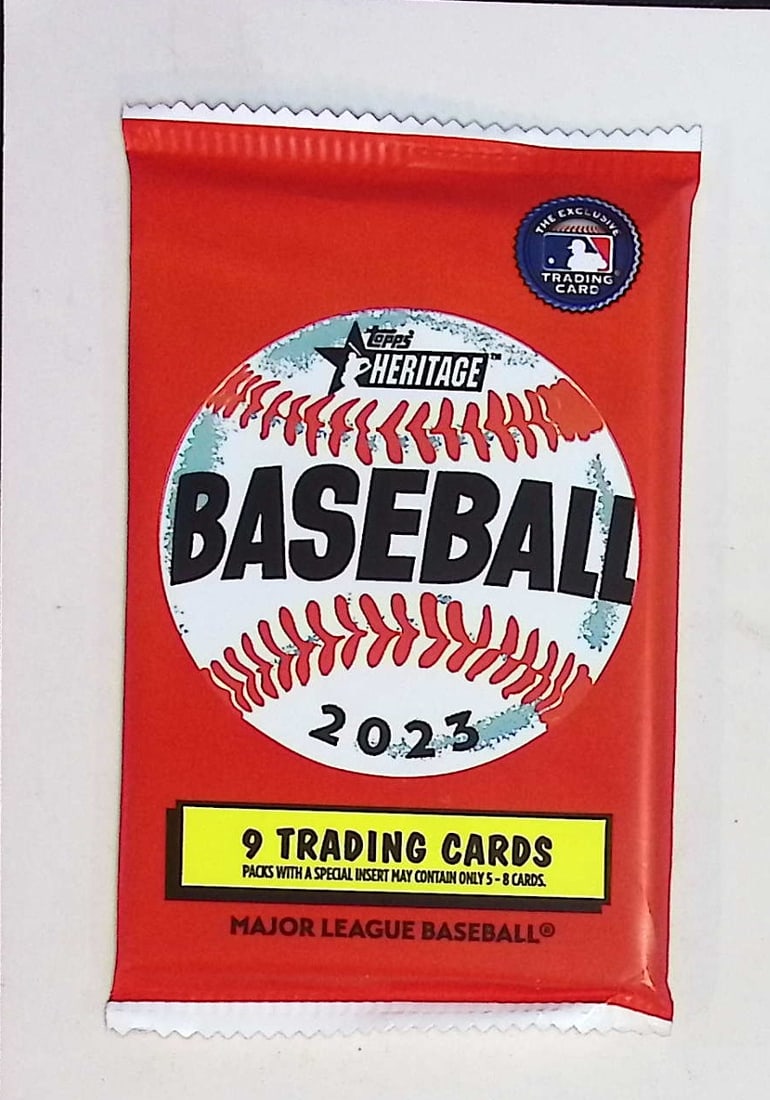 THE EXCLUSIVE
TRADING
CARD
Topps
HERITAGE™
BASEBALL
2023
9 TRADING CARDS
PACKS WITH A SPECIAL INSERT MAY CONTAIN ONLY 5 - 8 CARDS.
MAJOR LEAGUE BASEBALL®